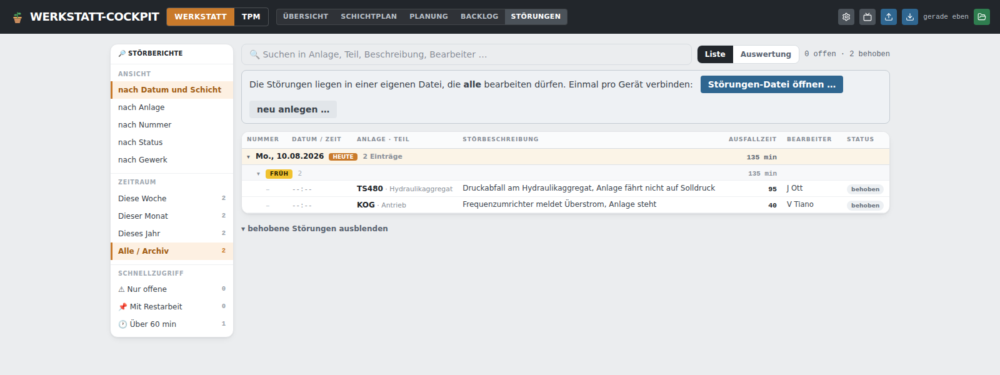 WERKSTATT-COCKPIT WERKSTATT TPM ÜBERSICHT SCHICHTPLAN PLANUNG BACKLOG STÖRUNGEN gerade eben
STÖRBERICHTE
ANSICHT
nach Datum und Schicht
nach Anlage
nach Nummer
nach Status
nach Gewerk
ZEITRAUM
Diese Woche 2
Dieser Monat 2
Dieses Jahr 2
Alle / Archiv 2
SCHNELLZUGRIFF
Nur offene 0
Mit Restarbeit 0
Über 60 min 1
Suchen in Anlage, Teil, Beschreibung, Bearbeiter … Liste Auswertung 0 offen · 2 behoben
Die Störungen liegen in einer eigenen Datei, die alle bearbeiten dürfen. Einmal pro Gerät verbinden: Störungen-Datei öffnen …
neu anlegen …
NUMMER DATUM / ZEIT ANLAGE · TEIL STÖRBESCHREIBUNG AUSFALLZEIT BEARBEITER STATUS
▾ Mo., 10.08.2026 HEUTE 2 Einträge 135 min
▾ FRÜH 2 135 min
– --:-- TS480 · Hydraulikaggregat Druckabfall am Hydraulikaggregat, Anlage fährt nicht auf Solldruck 95 J Ott behoben
– --:-- KOG · Antrieb Frequenzumrichter meldet Überstrom, Anlage steht 40 V Tiano behoben
▾ behobene Störungen ausblenden